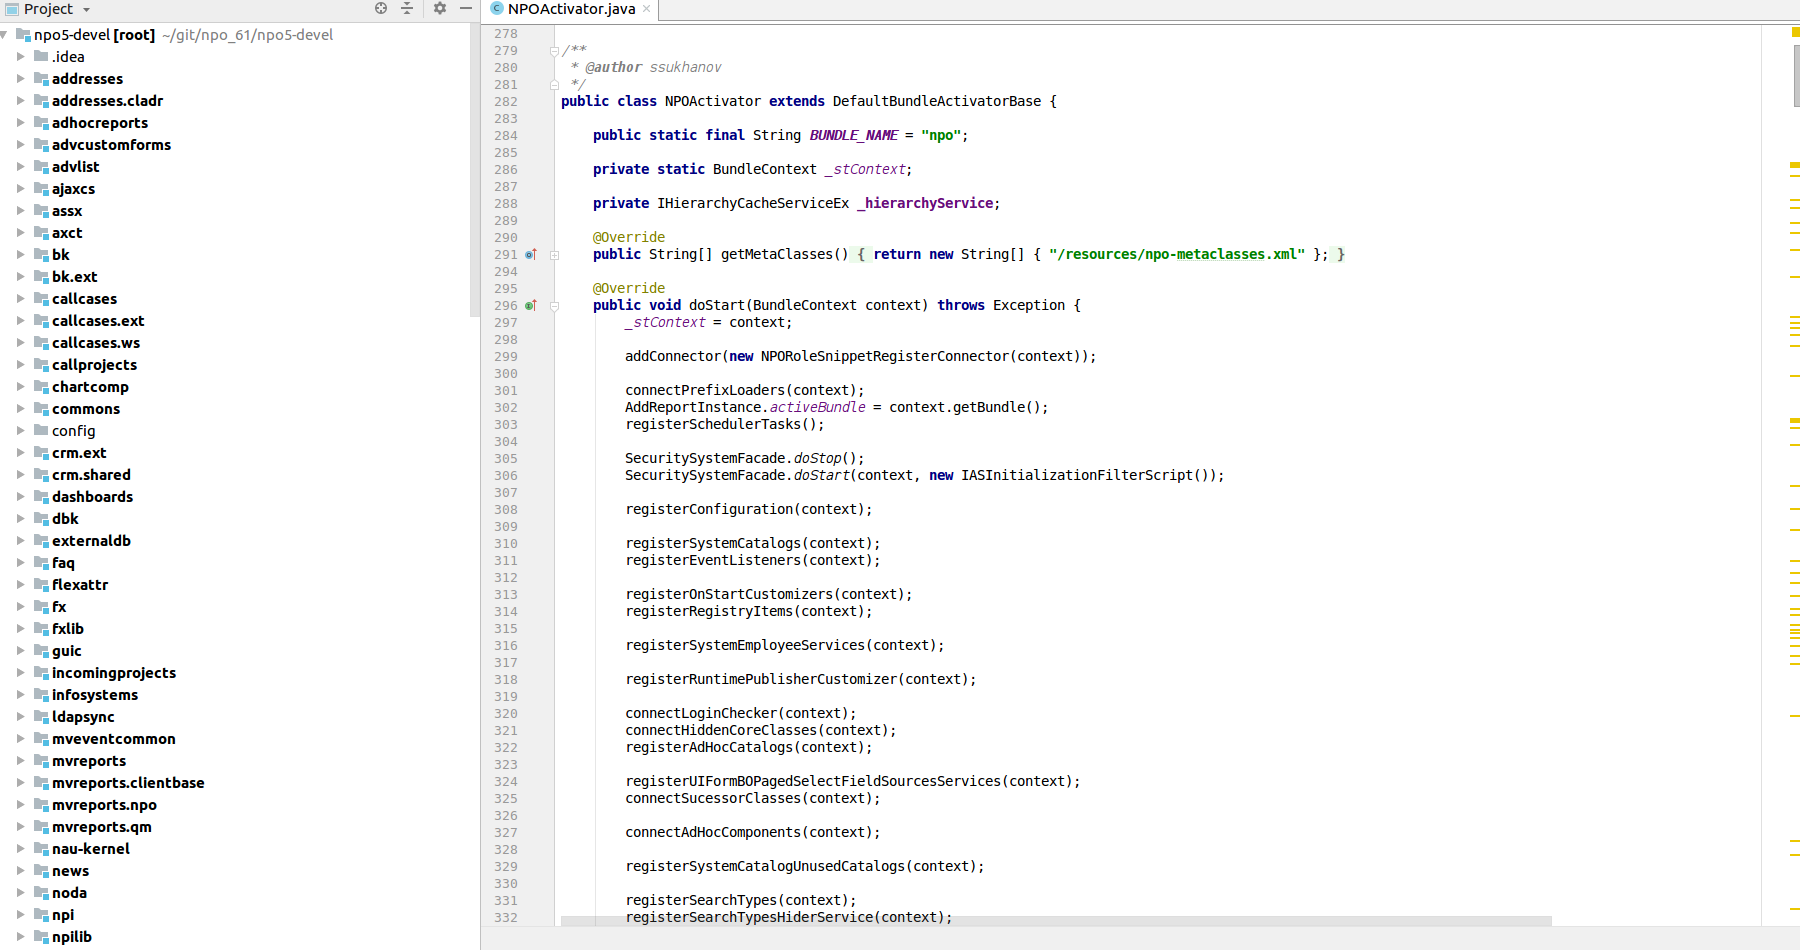 Project
npo5-devel [root] ~/git/npo_61/npo5-devel
.idea
addresses
addresses.cladr
adhocreports
advcustomforms
advlist
ajaxcs
assx
axct
bk
bk.ext
callcases
callcases.ext
callcases.ws
callprojects
chartcomp
commons
config
crm.ext
crm.shared
dashboards
dbk
externaldb
faq
flexattr
fx
fxlib
guic
incomingprojects
infosystems
ldapsync
mveventcommon
mvreports
mvreports.clientbase
mvreports.npo
mvreports.qm
nau-kernel
news
noda
npi
npilib
NPOActivator.java
278
279 /**
280 * @author ssukhanov
281 */
282 public class NPOActivator extends DefaultBundleActivatorBase {
283
284 public static final String BUNDLE_NAME = "npo";
285
286 private static BundleContext _stContext;
287
288 private IHierarchyCacheServiceEx _hierarchyService;
289
290 @Override
291 public String[] getMetaClasses() { return new String[] { "/resources/npo-metaclasses.xml" }; }
294
295 @Override
296 public void doStart(BundleContext context) throws Exception {
297 _stContext = context;
298
299 addConnector(new NPORoleSnippetRegisterConnector(context));
300
301 connectPrefixLoaders(context);
302 AddReportInstance.activeBundle = context.getBundle();
303 registerSchedulerTasks();
304
305 SecuritySystemFacade.doStop();
306 SecuritySystemFacade.doStart(context, new IASInitializationFilterScript());
307
308 registerConfiguration(context);
309
310 registerSystemCatalogs(context);
311 registerEventListeners(context);
312
313 registerOnStartCustomizers(context);
314 registerRegistryItems(context);
315
316 registerSystemEmployeeServices(context);
317
318 registerRuntimePublisherCustomizer(context);
319
320 connectLoginChecker(context);
321 connectHiddenCoreClasses(context);
322 registerAdHocCatalogs(context);
323
324 registerUIFormBOPagedSelectFieldSourcesServices(context);
325 connectSucessorClasses(context);
326
327 connectAdHocComponents(context);
328
329 registerSystemCatalogUnusedCatalogs(context);
330
331 registerSearchTypes(context);
332 registerSearchTypesHiderService(context);